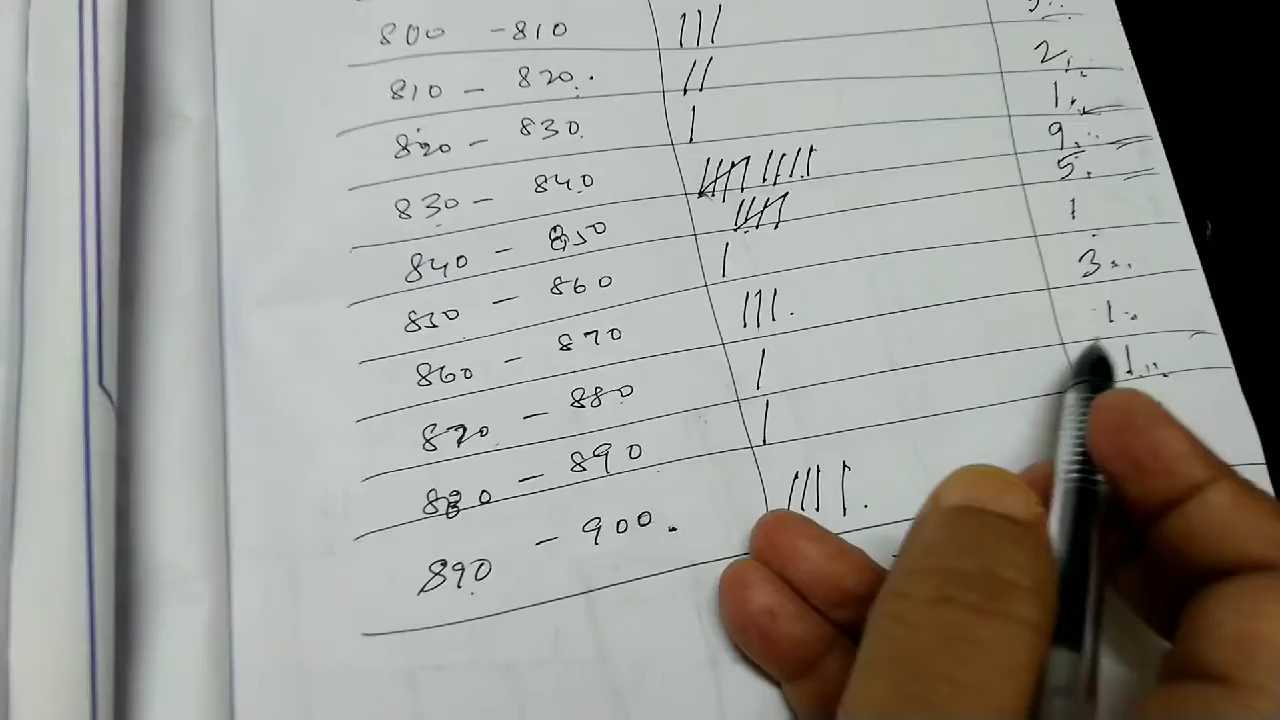 800 - 810 ||| 3
810 - 820. || 2
820 - 830. | 1
830 - 840 |||| |||| 9
840 - 850 |||| 5
850 - 860 | 1
860 - 870 |||. 3
870 - 880 | 1
880 - 890 | 1
890 - 900. ||||.